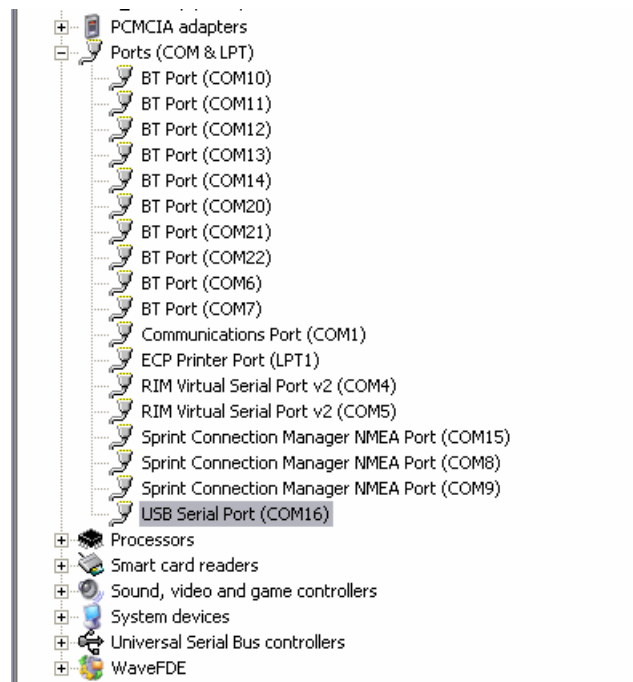 PCMCIA adapters
Ports (COM & LPT)
BT Port (COM10)
BT Port (COM11)
BT Port (COM12)
BT Port (COM13)
BT Port (COM14)
BT Port (COM20)
BT Port (COM21)
BT Port (COM22)
BT Port (COM6)
BT Port (COM7)
Communications Port (COM1)
ECP Printer Port (LPT1)
RIM Virtual Serial Port v2 (COM4)
RIM Virtual Serial Port v2 (COM5)
Sprint Connection Manager NMEA Port (COM15)
Sprint Connection Manager NMEA Port (COM8)
Sprint Connection Manager NMEA Port (COM9)
USB Serial Port (COM16)
Processors
Smart card readers
Sound, video and game controllers
System devices
Universal Serial Bus controllers
WaveFDE